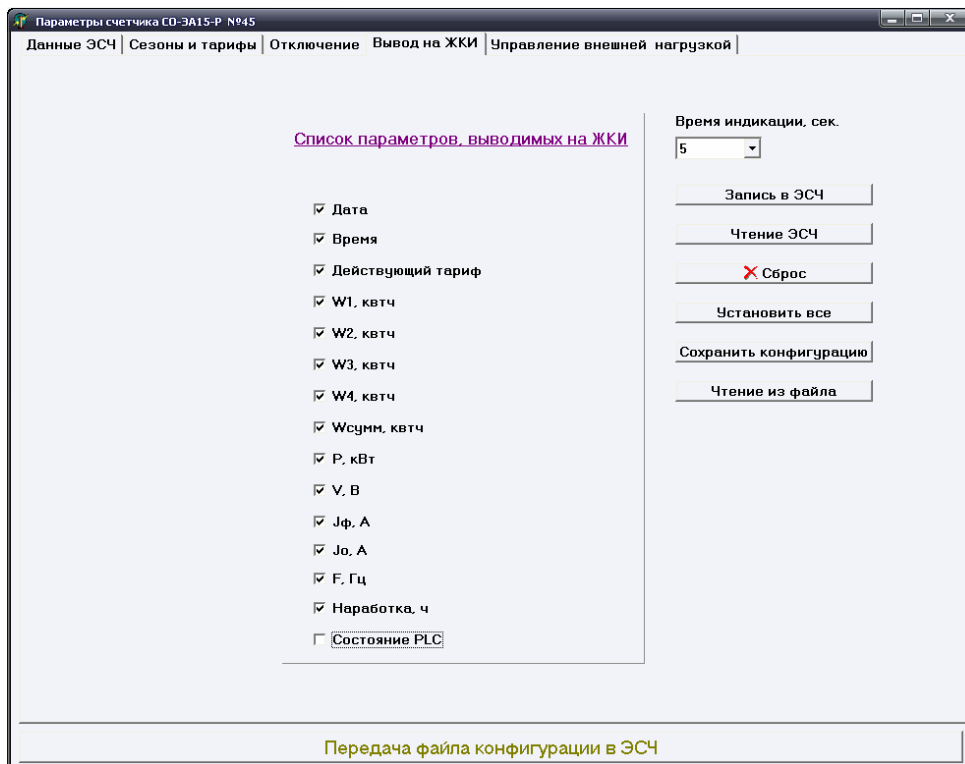 Параметры счетчика СО-ЭА15-Р №45
Данные ЭСЧ Сезоны и тарифы Отключение Вывод на ЖКИ Управление внешней нагрузкой
Список параметров, выводимых на ЖКИ
Дата
Время
Действующий тариф
W1, квтч
W2, квтч
W3, квтч
W4, квтч
Wсумм, квтч
P, кВт
V, В
Jф, А
Jо, А
F, Гц
Наработка, ч
Состояние PLC
Время индикации, сек.
5
Запись в ЭСЧ
Чтение ЭСЧ
Сброс
Установить все
Сохранить конфигурацию
Чтение из файла
Передача файла конфигурации в ЭСЧ